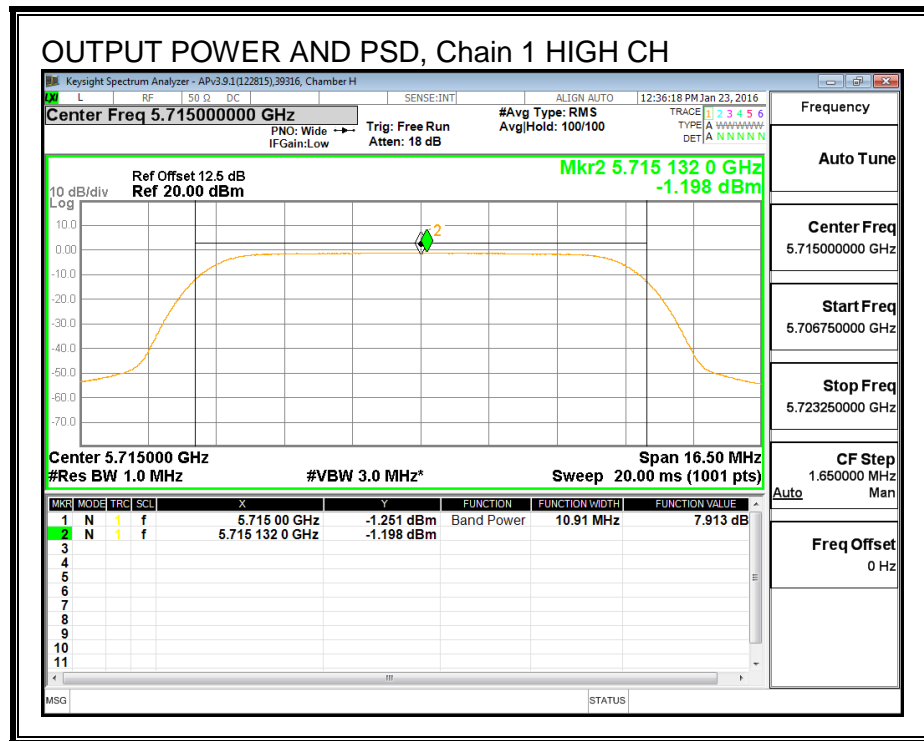 OUTPUT POWER AND PSD, Chain 1 HIGH CH
Keysight Spectrum Analyzer - APv3.9.1(122815),39316, Chamber H
LXI L RF 50 Ω DC SENSE:INT ALIGN AUTO 12:36:18 PM Jan 23, 2016
Center Freq 5.715000000 GHz
PNO: Wide
IFGain:Low
Trig: Free Run
Atten: 18 dB
#Avg Type: RMS
Avg|Hold: 100/100
TRACE 1 2 3 4 5 6
TYPE A WWWWW
DET A N N N N N
Ref Offset 12.5 dB
Ref 20.00 dBm
10 dB/div
Log
Mkr2 5.715 132 0 GHz
-1.198 dBm
10.0
0.00
-10.0
-20.0
-30.0
-40.0
-50.0
-60.0
-70.0
2
Center 5.715000 GHz Span 16.50 MHz
#Res BW 1.0 MHz #VBW 3.0 MHz* Sweep 20.00 ms (1001 pts)
MKR MODE TRC SCL X Y FUNCTION FUNCTION WIDTH FUNCTION VALUE
1 N 1 f 5.715 00 GHz -1.251 dBm Band Power 10.91 MHz 7.913 dB
2 N 1 f 5.715 132 0 GHz -1.198 dBm
3
4
5
6
7
8
9
10
11
MSG STATUS
Frequency
Auto Tune
Center Freq
5.715000000 GHz
Start Freq
5.706750000 GHz
Stop Freq
5.723250000 GHz
CF Step
1.650000 MHz
Auto Man
Freq Offset
0 Hz